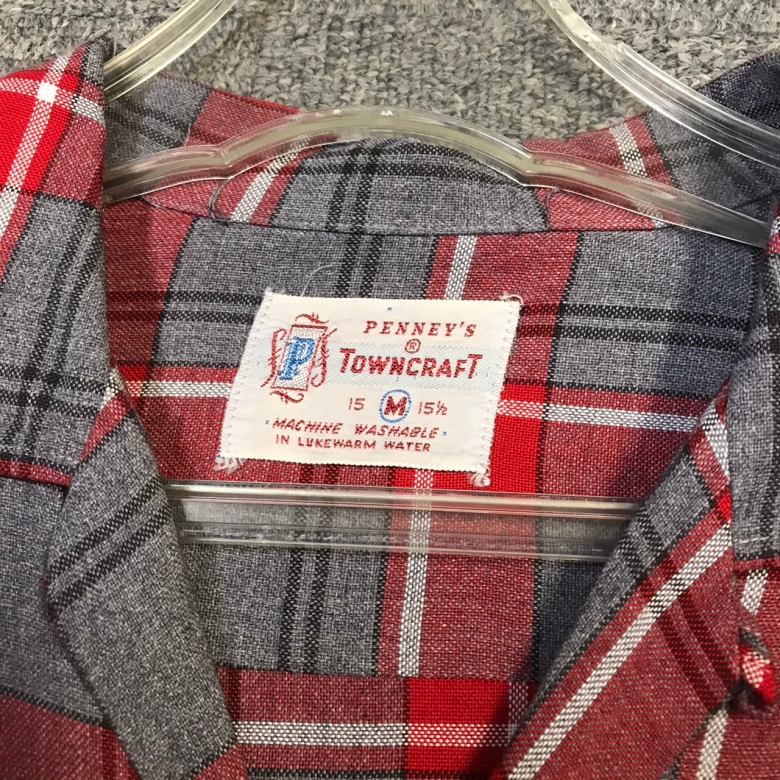 P
PENNEY'S
®
TOWNCRAFT
15 M 15½
MACHINE WASHABLE
IN LUKEWARM WATER